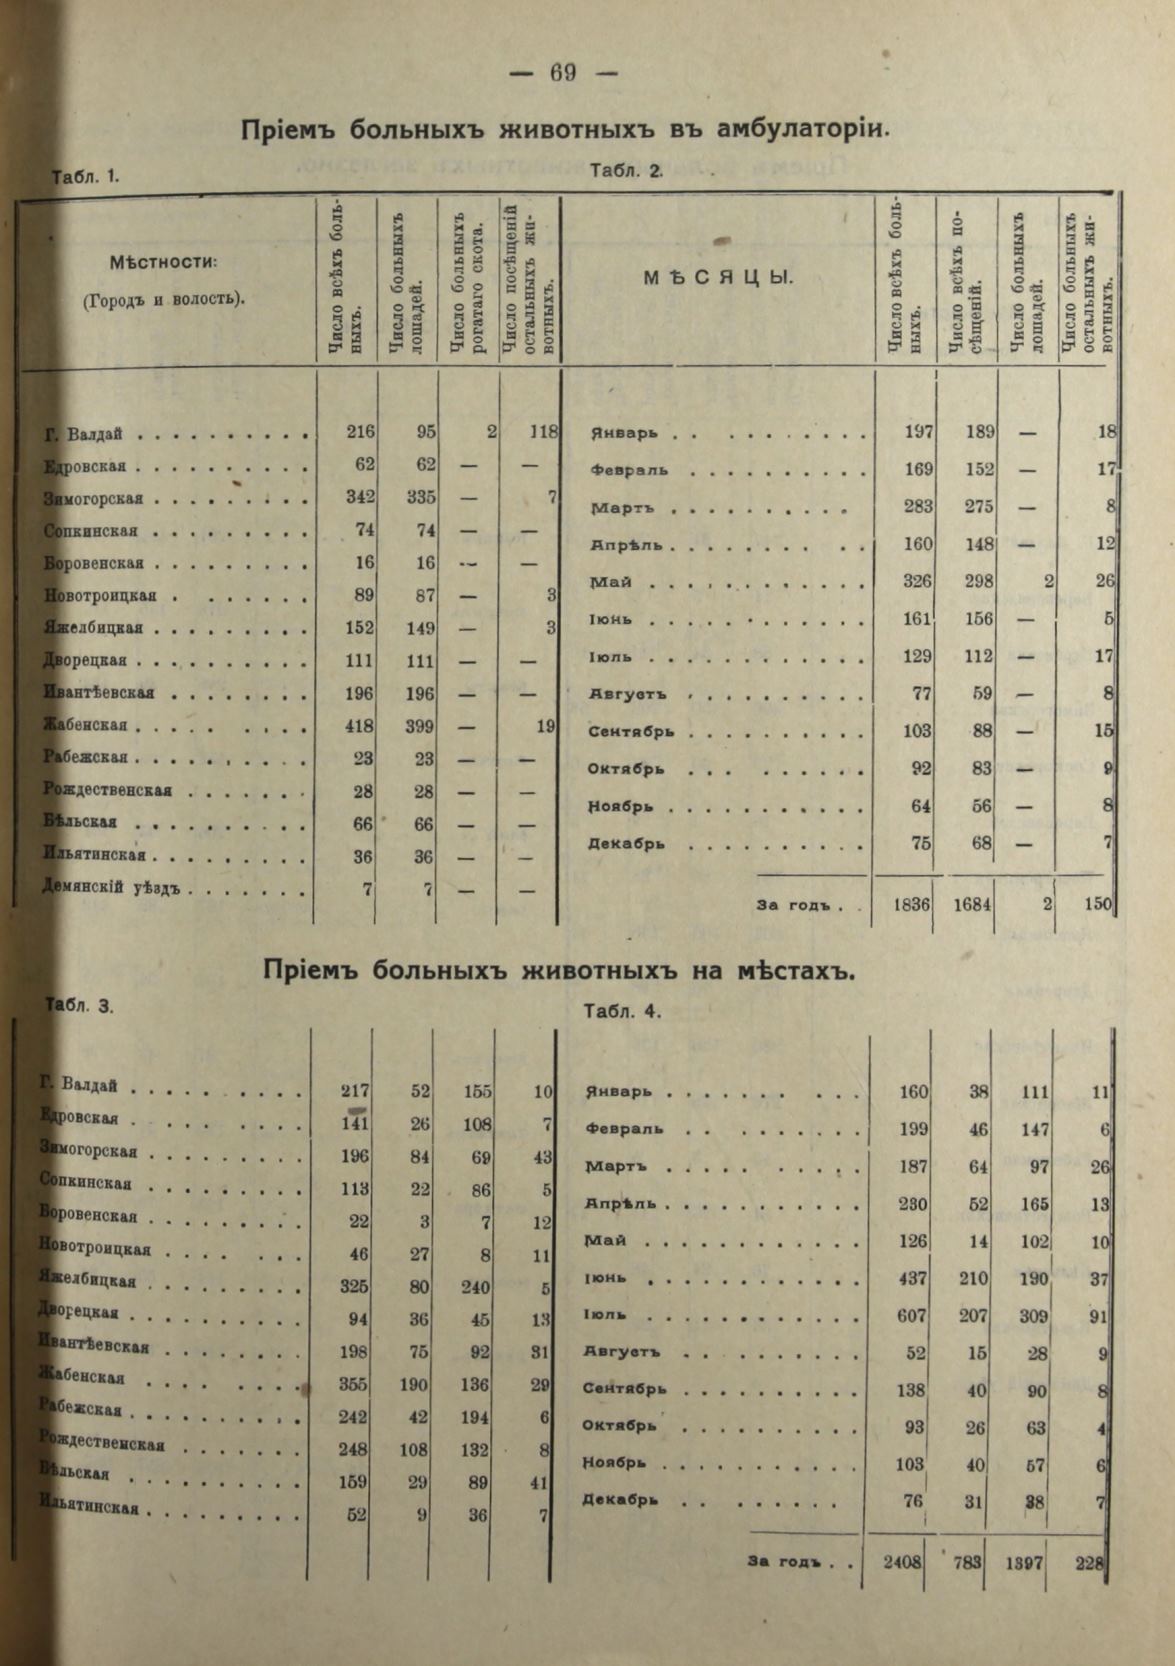 — 69 —
Пріемъ больныхъ животныхъ въ амбулаторіи.
Табл. 1.
Мѣстности:
(Городъ и волость).
Число всѣхъ боль-
ныхъ.
Число больныхъ
лошадей.
Число больныхъ
рогатаго скота.
Число посѣщеній
остальныхъ жи-
вотныхъ.
Г. Валдай . . . . . . . . . . 216 95 2 118
Едровская . . . . . . . . . . 62 62 — —
Зимогорская . . . . . . . . . 342 335 — 7
Сопкинская . . . . . . . . . 74 74 — —
Боровенская . . . . . . . . . 16 16 — —
Новотроицкая . . . . . . . 89 87 — 3
Яжелбицкая . . . . . . . . . 152 149 — 3
Дворецкая . . . . . . . . . . 111 111 — —
Ивантѣевская . . . . . . . . 196 196 — —
Жабенская . . . . . . . . . 418 399 — 19
Рабежская . . . . . . . . . . 23 23 — —
Рождественская . . . . . . . 28 28 — —
Бѣльская . . . . . . . . . . 66 66 — —
Ильятинская . . . . . . . . . 36 36 — —
Демянскій уѣздъ . . . . . . . 7 7 — —
Табл. 2.
МѢСЯЦЫ.
Число всѣхъ боль-
ныхъ.
Число всѣхъ по-
сѣщеній.
Число больныхъ
лошадей.
Число больныхъ
остальныхъ жи-
вотныхъ.
Январь . . . . . . . . . . 197 189 — 18
Февраль . . . . . . . . . . 169 152 — 17
Мартъ . . . . . . . . . . 283 275 — 8
Апрѣль . . . . . . . . . . 160 148 — 12
Май . . . . . . . . . . . . 326 298 2 26
Іюнь . . . . . . . . . . . . 161 156 — 5
Іюль . . . . . . . . . . . . 129 112 — 17
Августъ . . . . . . . . . . 77 59 — 8
Сентябрь . . . . . . . . . . 103 88 — 15
Октябрь . . . . . . . . . 92 83 — 9
Ноябрь . . . . . . . . . . . 64 56 — 8
Декабрь . . . . . . . . . . 75 68 — 7
За годъ . . 1836 1684 2 150
Пріемъ больныхъ животныхъ на мѣстахъ.
Табл. 3.
Г. Валдай . . . . . . . . . . 217 52 155 10
Едровская . . . . . . . . 141 26 108 7
Зимогорская . . . . . . . . . 196 84 69 43
Сопкинская . . . . . . . . . 113 22 86 5
Боровенская . . . . . . . . . 22 3 7 12
Новотроицкая . . . . . . . 46 27 8 11
Яжелбицкая . . . . . . . . . 325 80 240 5
Дворецкая . . . . . . . . . . 94 36 45 13
Ивантѣевская . . . . . . . . 198 75 92 31
Жабенская . . . . . . . . 355 190 136 29
Рабежская . . . . . . . . . . 242 42 194 6
Рождественская . . . . . . . 248 108 132 8
Бѣльская . . . . . . . . . . 159 29 89 41
Ильятинская . . . . . . . . . 52 9 36 7
Табл. 4.
Январь . . . . . . . . . . 160 38 111 11
Февраль . . . . . . . . . 199 46 147 6
Мартъ . . . . . . . . . . 187 64 97 26
Апрѣль . . . . . . . . . . . 230 52 165 13
Май . . . . . . . . . . . . 126 14 102 10
Іюнь . . . . . . . . . . . . 437 210 190 37
Іюль . . . . . . . . . . . . 607 207 309 91
Августъ . . . . . . . . . 52 15 28 9
Сентябрь . . . . . . . . . . 138 40 90 8
Октябрь . . . . . . . . . . 93 26 63 4
Ноябрь . . . . . . . . . . . 103 40 57 6
Декабрь . . . . . . . . 76 31 38 7
За годъ . . 2408 783 1397 228